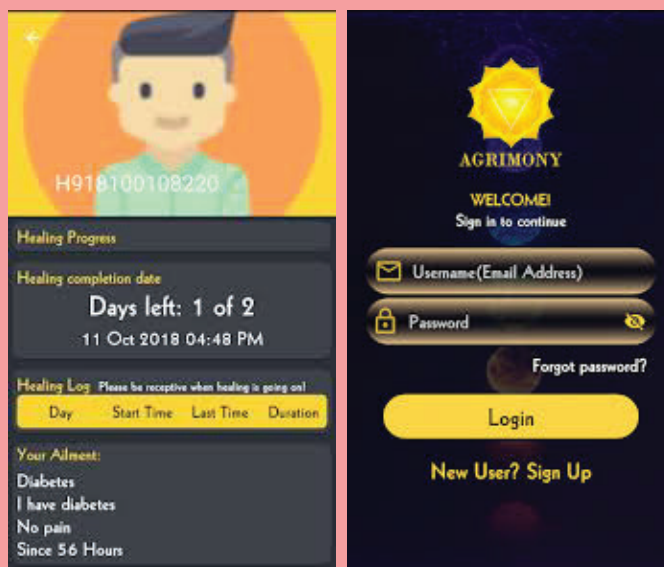 H918100108220
Healing Progress
Healing completion date
Days left: 1 of 2
11 Oct 2018 04:48 PM
Healing Log Please be receptive when healing is going on!
Day Start Time Last Time Duration
Your Ailment:
Diabetes
I have diabetes
No pain
Since 56 Hours
AGRIMONY
WELCOME!
Sign in to continue
Username(Email Address)
Password
Forgot password?
Login
New User? Sign Up